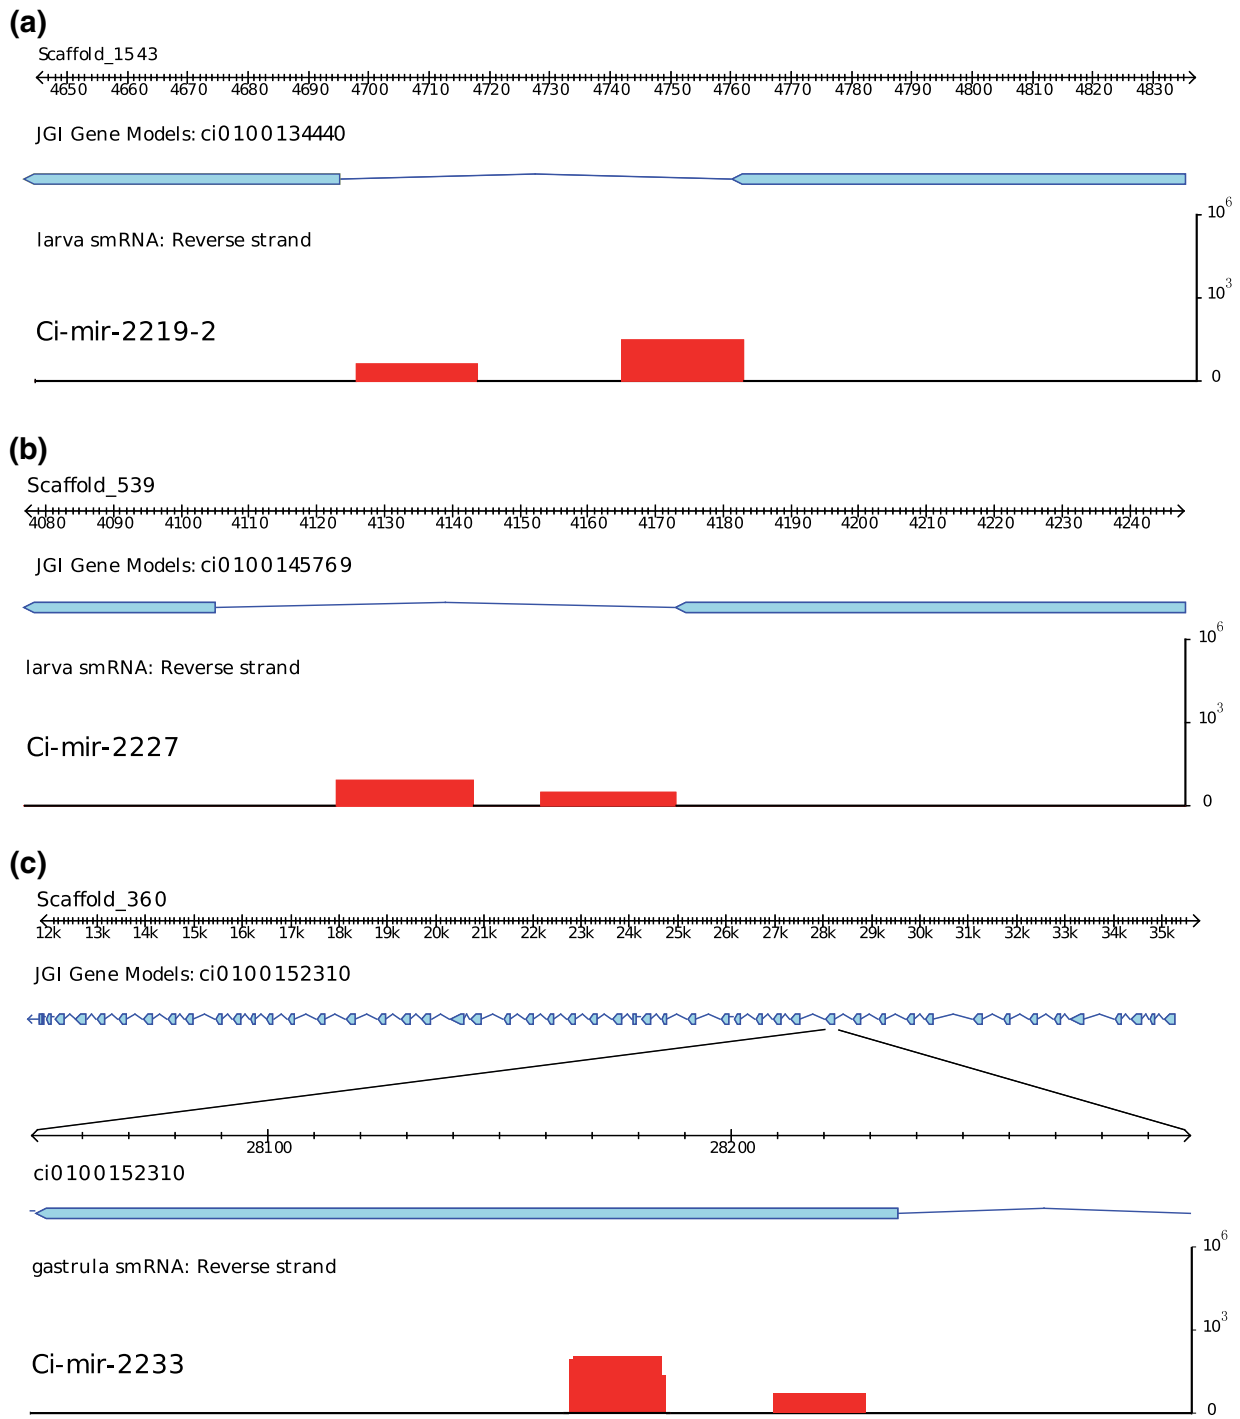 (a)
Scaffold_1543
4650 4660 4670 4680 4690 4700 4710 4720 4730 4740 4750 4760 4770 4780 4790 4800 4810 4820 4830
JGI Gene Models: ci0100134440
10^6
larva smRNA: Reverse strand
10^3
Ci-mir-2219-2
0
(b)
Scaffold_539
4080 4090 4100 4110 4120 4130 4140 4150 4160 4170 4180 4190 4200 4210 4220 4230 4240
JGI Gene Models: ci0100145769
10^6
larva smRNA: Reverse strand
10^3
Ci-mir-2227
0
(c)
Scaffold_360
12k 13k 14k 15k 16k 17k 18k 19k 20k 21k 22k 23k 24k 25k 26k 27k 28k 29k 30k 31k 32k 33k 34k 35k
JGI Gene Models: ci0100152310
28100 28200
ci0100152310
10^6
gastrula smRNA: Reverse strand
10^3
Ci-mir-2233
0